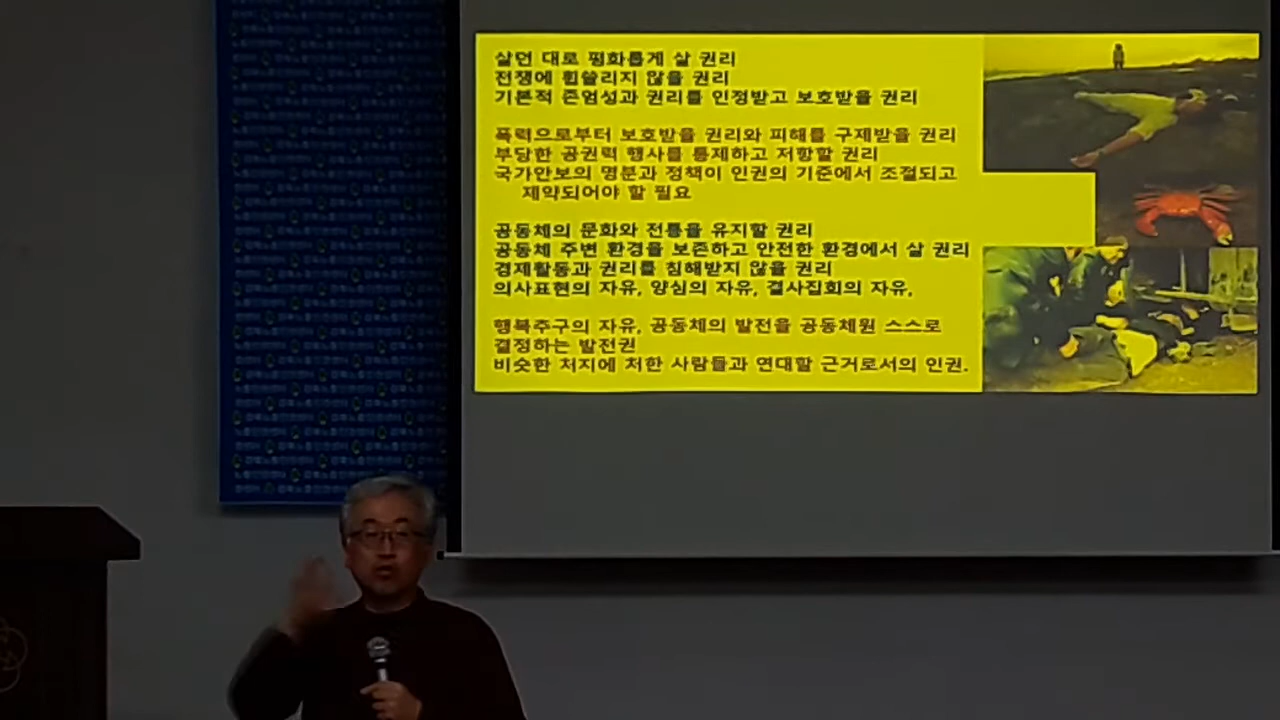 살던 대로 평화롭게 살 권리
전쟁에 휩쓸리지 않을 권리
기본적 존엄성과 권리를 인정받고 보호받을 권리
폭력으로부터 보호받을 권리와 피해를 구제받을 권리
부당한 공권력 행사를 통제하고 저항할 권리
국가안보의 명분과 정책이 인권의 기준에서 조절되고
제약되어야 할 필요
공동체의 문화와 전통을 유지할 권리
공동체 주변 환경을 보존하고 안전한 환경에서 살 권리
경제활동과 권리를 침해받지 않을 권리
의사표현의 자유, 양심의 자유, 결사집회의 자유,
행복추구의 자유, 공동체의 발전을 공동체원 스스로
결정하는 발전권
비슷한 처지에 처한 사람들과 연대할 근거로서의 인권.